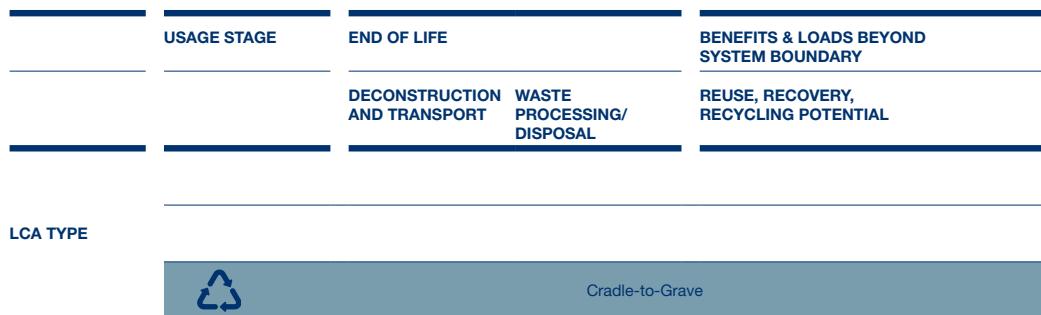 USAGE STAGE
END OF LIFE
BENEFITS & LOADS BEYOND
SYSTEM BOUNDARY
DECONSTRUCTION
AND TRANSPORT
WASTE
PROCESSING/
DISPOSAL
REUSE, RECOVERY,
RECYCLING POTENTIAL
LCA TYPE
Cradle-to-Grave